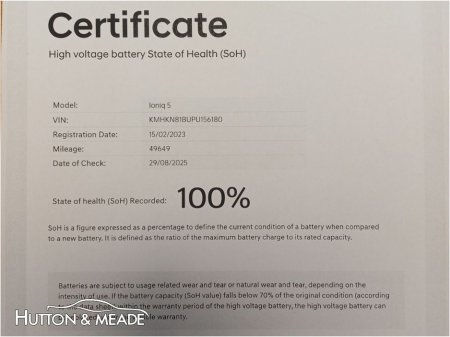 Certificate
High voltage battery State of Health (SoH)
Model: Ioniq 5
VIN: KMHKN81BUPU156180
Registration Date: 15/02/2023
Mileage: 49649
Date of Check: 29/08/2025
State of health (SoH) Recorded: 100%
SoH is a figure expressed as a percentage to define the current condition of a battery when compared
to a new battery. It is defined as the ratio of the maximum battery charge to its rated capacity.
Batteries are subject to usage related wear and tear or natural wear and tear, depending on the
intensity of use. If the battery capacity (SoH value) falls below 70% of the original condition (according
within the warranty period of the high voltage battery, the high voltage battery can
warranty.
HUTTON & MEADE